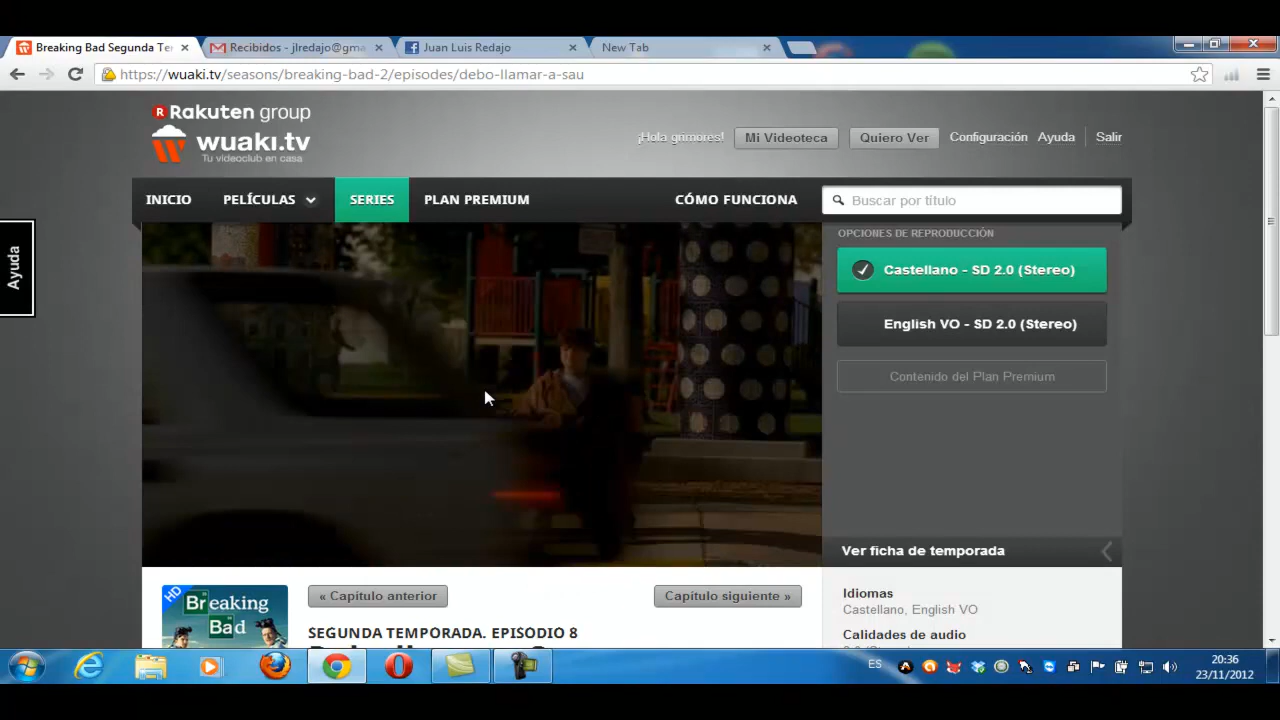 Breaking Bad Segunda Te
Recibidos - jlredajo@gma
Juan Luis Redajo
New Tab
https://wuaki.tv/seasons/breaking-bad-2/episodes/debo-llamar-a-sau
R Rakuten group
wuaki.tv
Tu videoclub en casa
¡Hola grimores!
Mi Videoteca
Quiero Ver
Configuración
Ayuda
Salir
INICIO
PELÍCULAS
SERIES
PLAN PREMIUM
CÓMO FUNCIONA
Buscar por título
Ayuda
OPCIONES DE REPRODUCCIÓN
Castellano - SD 2.0 (Stereo)
English VO - SD 2.0 (Stereo)
Contenido del Plan Premium
Ver ficha de temporada
HD
Breaking
Bad
« Capítulo anterior
Capítulo siguiente »
SEGUNDA TEMPORADA. EPISODIO 8
Idiomas
Castellano, English VO
Calidades de audio
ES
20:36
23/11/2012